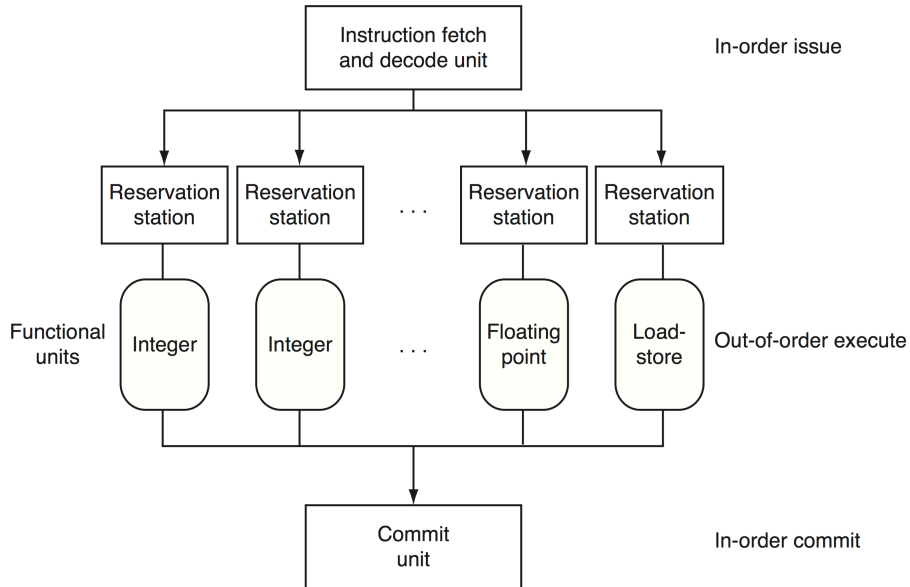 Instruction fetch
and decode unit
In-order issue
Reservation
station
Reservation
station
. . .
Reservation
station
Reservation
station
Functional
units
Integer
Integer
. . .
Floating
point
Load-
store
Out-of-order execute
Commit
unit
In-order commit